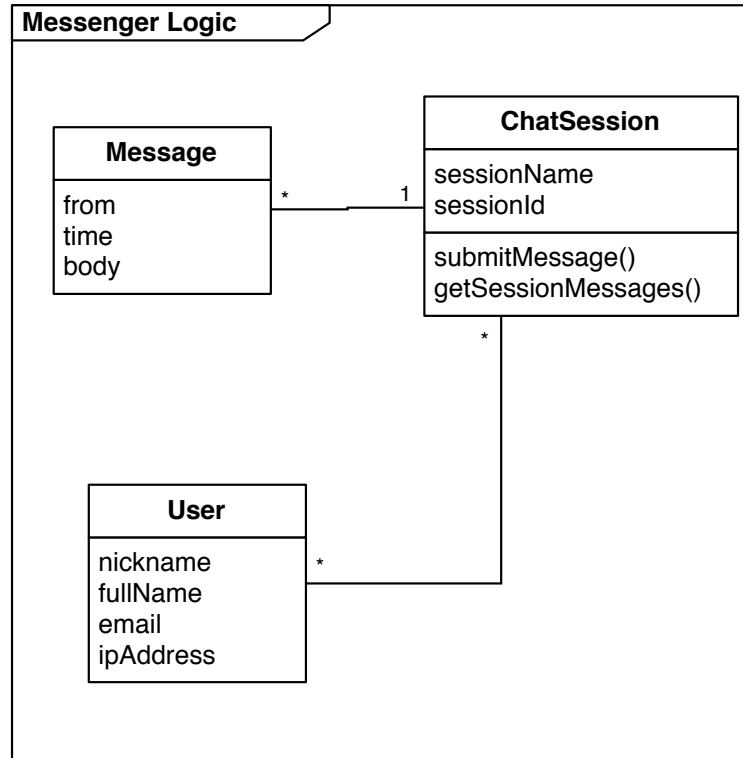 Messenger Logic
Message
from
time
body
*
1
ChatSession
sessionName
sessionId
submitMessage()
getSessionMessages()
*
User
nickname
fullName
email
ipAddress
*